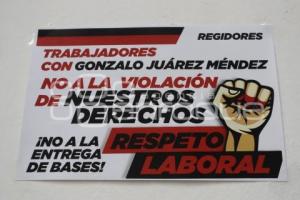 REGIDORES
TRABAJADORES
CON GONZALO JUÁREZ MÉNDEZ
NO A LA VIOLACIÓN
DE NUESTROS
DERECHOS
¡NO A LA
ENTREGA
DE BASES!
RESPETO
LABORAL